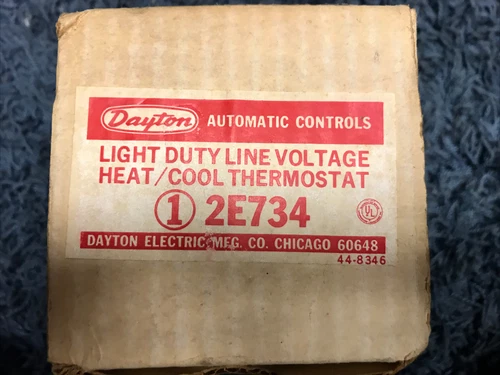 Dayton AUTOMATIC CONTROLS
LIGHT DUTY LINE VOLTAGE
HEAT/COOL THERMOSTAT
① 2E734
UL
DAYTON ELECTRIC MFG. CO. CHICAGO 60648
44-8346